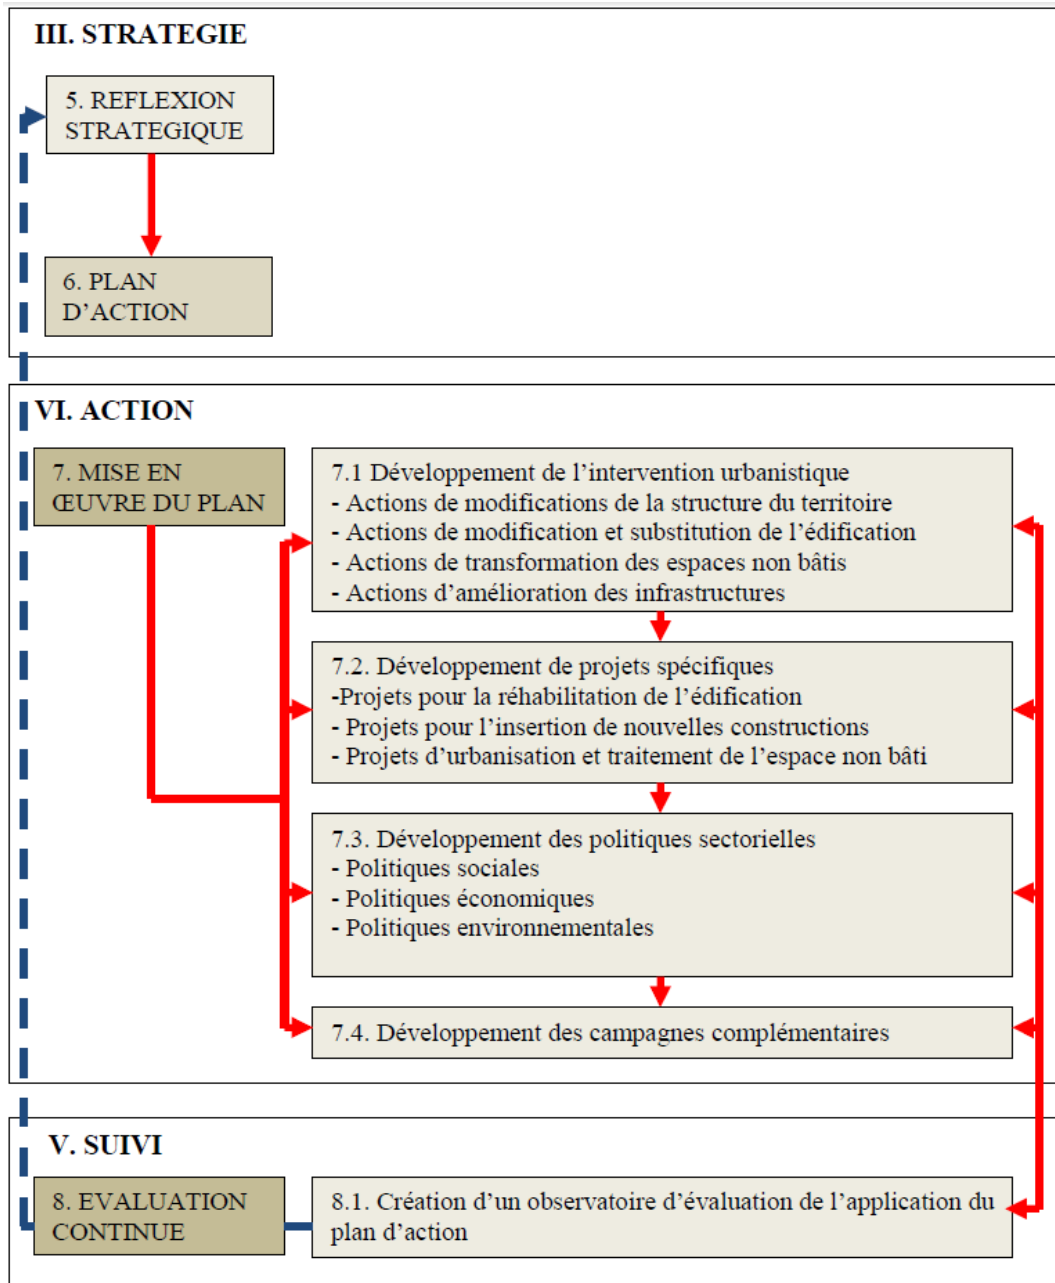 III. STRATEGIE
5. REFLEXION
STRATEGIQUE
6. PLAN
D’ACTION
VI. ACTION
7. MISE EN
ŒUVRE DU PLAN
7.1 Développement de l’intervention urbanistique
- Actions de modifications de la structure du territoire
- Actions de modification et substitution de l’édification
- Actions de transformation des espaces non bâtis
- Actions d’amélioration des infrastructures
7.2. Développement de projets spécifiques
-Projets pour la réhabilitation de l’édification
- Projets pour l’insertion de nouvelles constructions
- Projets d’urbanisation et traitement de l’espace non bâti
7.3. Développement des politiques sectorielles
- Politiques sociales
- Politiques économiques
- Politiques environnementales
7.4. Développement des campagnes complémentaires
V. SUIVI
8. EVALUATION
CONTINUE
8.1. Création d’un observatoire d’évaluation de l’application du
plan d’action